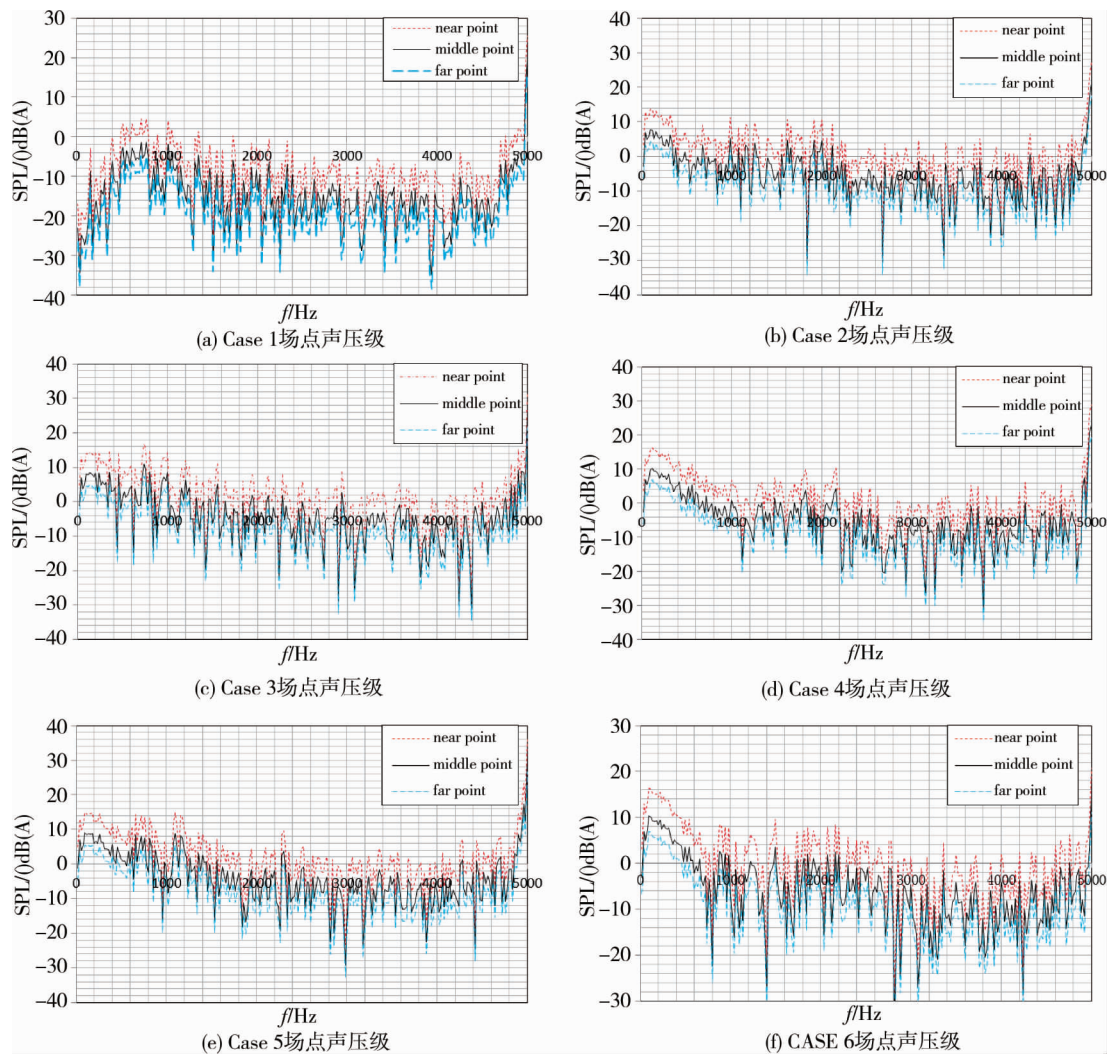 30
20
10
0
−10
−20
−30
−40
SPL/()dB(A)
0 1000 2000 3000 4000 5000
f/Hz
near point
middle point
far point
(a) Case 1场点声压级
40
30
20
10
0
−10
−20
−30
−40
SPL/()dB(A)
0 1000 2000 3000 4000 5000
f/Hz
near point
middle point
far point
(b) Case 2场点声压级
40
30
20
10
0
−10
−20
−30
−40
SPL/()dB(A)
0 1000 2000 3000 4000 5000
f/Hz
near point
middle point
far point
(c) Case 3场点声压级
40
30
20
10
0
−10
−20
−30
−40
SPL/()dB(A)
0 1000 2000 3000 4000 5000
f/Hz
near point
middle point
far point
(d) Case 4场点声压级
40
30
20
10
0
−10
−20
−30
−40
SPL/()dB(A)
0 1000 2000 3000 4000 5000
f/Hz
near point
middle point
far point
(e) Case 5场点声压级
30
20
10
0
−10
−20
−30
SPL/()dB(A)
0 1000 2000 3000 4000 5000
f/Hz
near point
middle point
far point
(f) CASE 6场点声压级